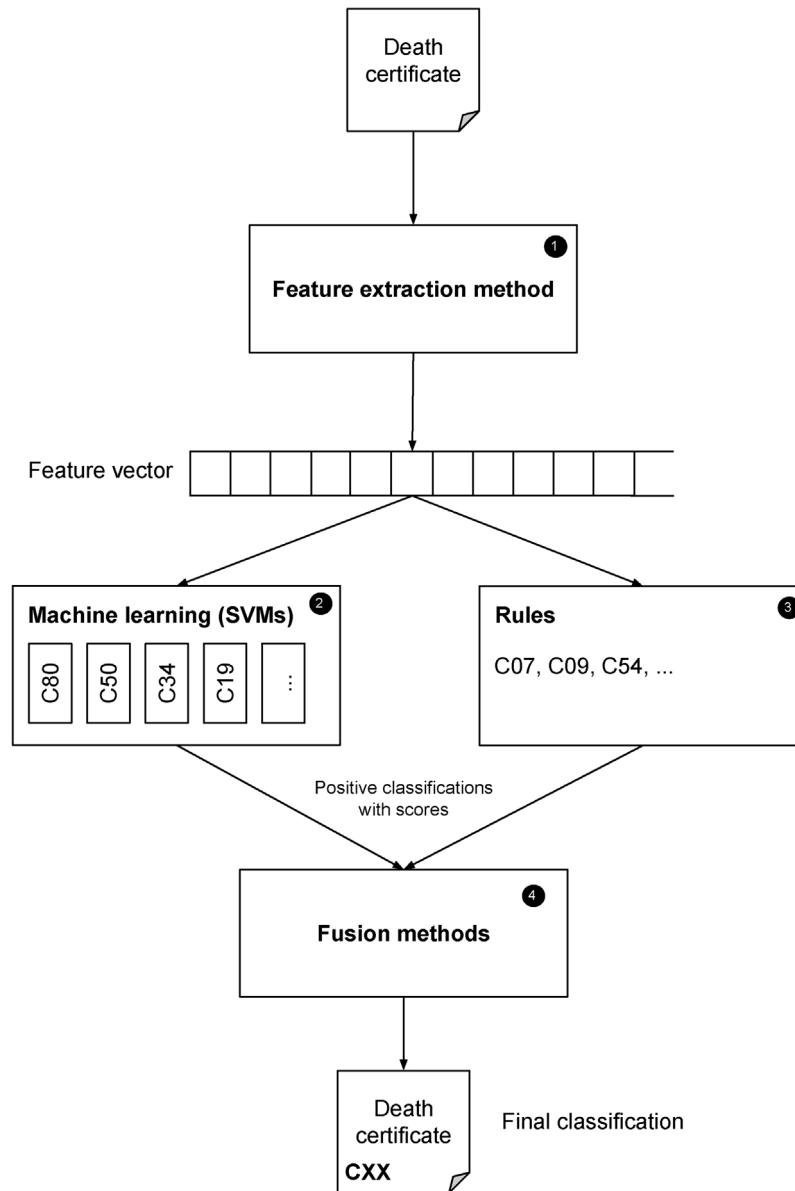 Death
certificate
1
Feature extraction method
Feature vector
2
Machine learning (SVMs)
C80
C50
C34
C19
...
3
Rules
C07, C09, C54, ...
Positive classifications
with scores
4
Fusion methods
Death
certificate
CXX
Final classification